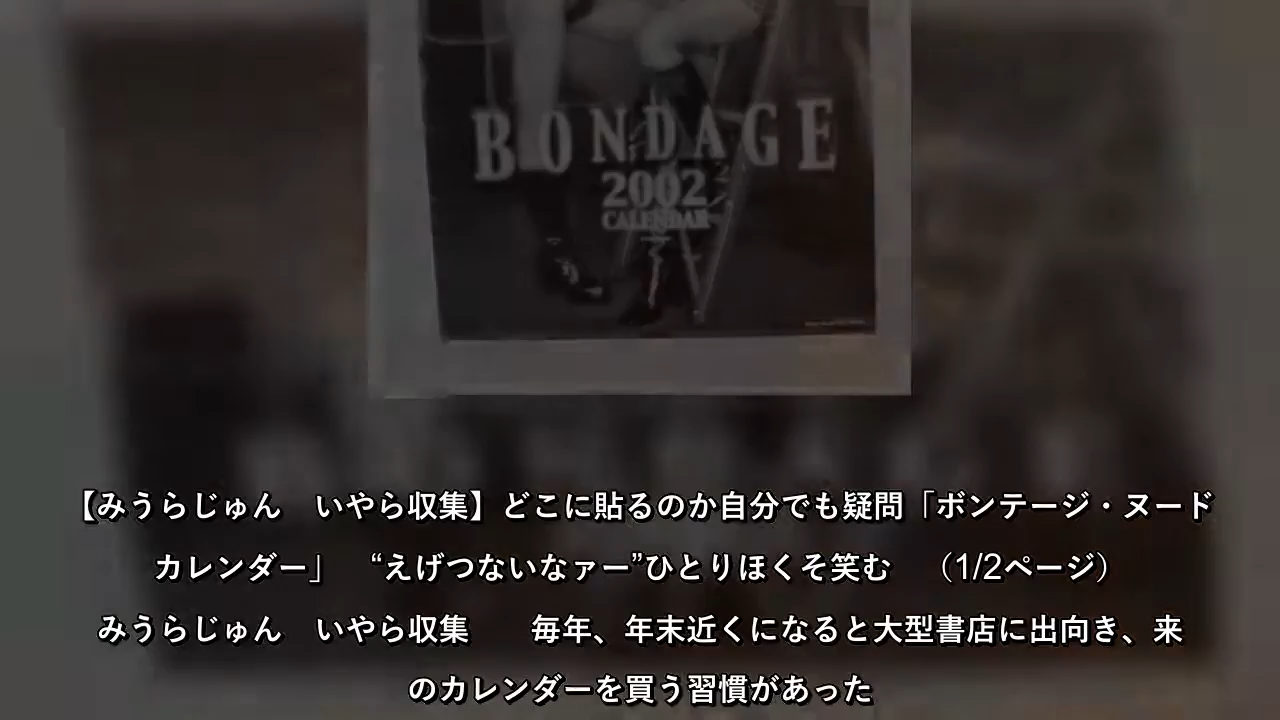 BONDAGE
2002
CALENDAR
【みうらじゅん　いやら収集】どこに貼るのか自分でも疑問「ボンテージ・ヌード
カレンダー」　“えげつないなァー”ひとりほくそ笑む　（1/2ページ）
みうらじゅん　いやら収集　　毎年、年末近くになると大型書店に出向き、来
のカレンダーを買う習慣があった